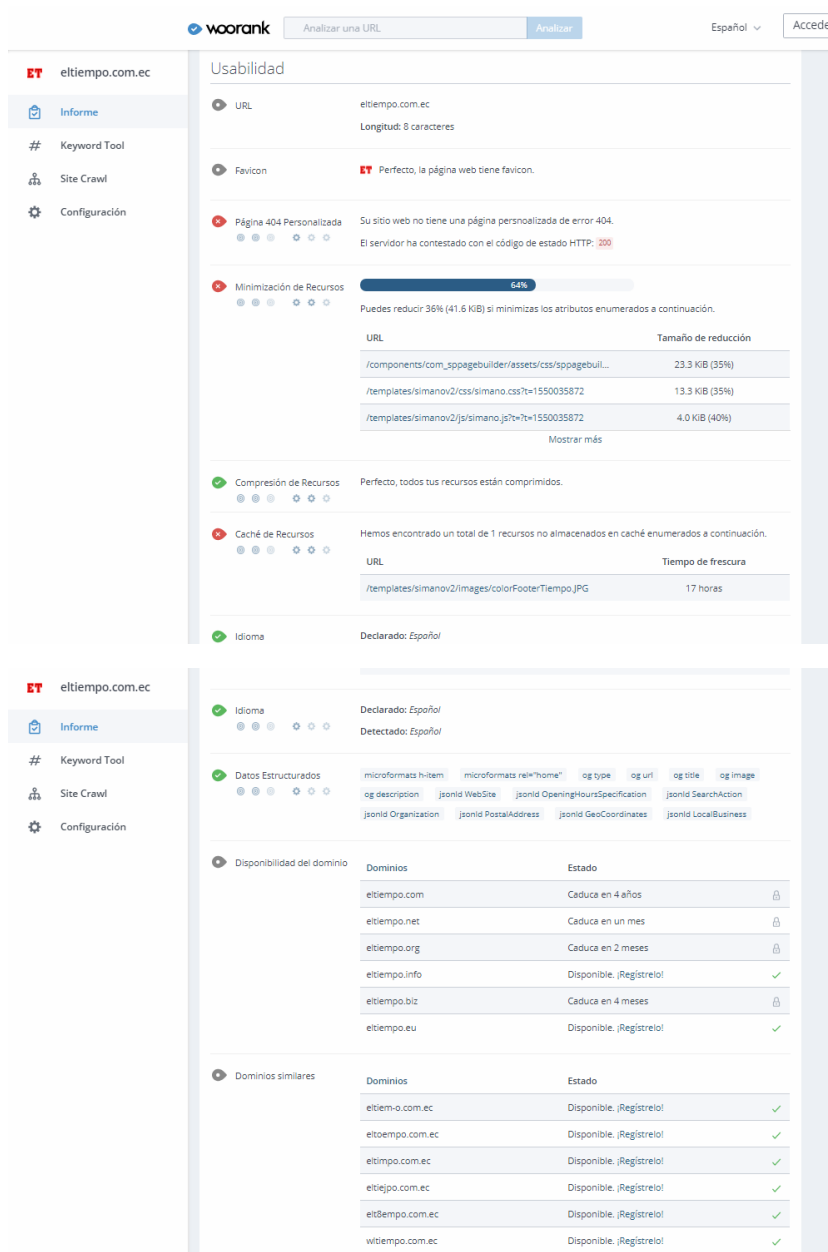 woorank Analizar una URL Analizar Español Accede
ET eltiempo.com.ec
Informe
Keyword Tool
Site Crawl
Configuración
Usabilidad
URL eltiempo.com.ec
Longitud: 8 caracteres
Favicon ET Perfecto, la página web tiene favicon.
Página 404 Personalizada Su sitio web no tiene una página persnoalizada de error 404.
El servidor ha contestado con el código de estado HTTP: 200
Minimización de Recursos 64%
Puedes reducir 36% (41.6 KiB) si minimizas los atributos enumerados a continuación.
URL Tamaño de reducción
/components/com_sppagebuilder/assets/css/sppagebuil... 23.3 KiB (35%)
/templates/simanov2/css/simano.css?t=1550035872 13.3 KiB (35%)
/templates/simanov2/js/simano.js?t=?t=1550035872 4.0 KiB (40%)
Mostrar más
Compresión de Recursos Perfecto, todos tus recursos están comprimidos.
Caché de Recursos Hemos encontrado un total de 1 recursos no almacenados en caché enumerados a continuación.
URL Tiempo de frescura
/templates/simanov2/images/colorFooterTiempo.JPG 17 horas
Idioma Declarado: Español
ET eltiempo.com.ec
Informe
Keyword Tool
Site Crawl
Configuración
Idioma Declarado: Español
Detectado: Español
Datos Estructurados microformats h-item microformats rel="home" og type og url og title og image
og description jsonld WebSite jsonld OpeningHoursSpecification jsonld SearchAction
jsonld Organization jsonld PostalAddress jsonld GeoCoordinates jsonld LocalBusiness
Disponibilidad del dominio Dominios Estado
eltiempo.com Caduca en 4 años
eltiempo.net Caduca en un mes
eltiempo.org Caduca en 2 meses
eltiempo.info Disponible. ¡Regístrelo!
eltiempo.biz Caduca en 4 meses
eltiempo.eu Disponible. ¡Regístrelo!
Dominios similares Dominios Estado
eltiem-o.com.ec Disponible. ¡Regístrelo!
eltoempo.com.ec Disponible. ¡Regístrelo!
eltimpo.com.ec Disponible. ¡Regístrelo!
eltiejpo.com.ec Disponible. ¡Regístrelo!
elt8empo.com.ec Disponible. ¡Regístrelo!
wltiempo.com.ec Disponible. ¡Regístrelo!